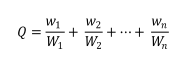 Q = w₁/W₁ + w₂/W₂ + ⋯ + wₙ/Wₙ